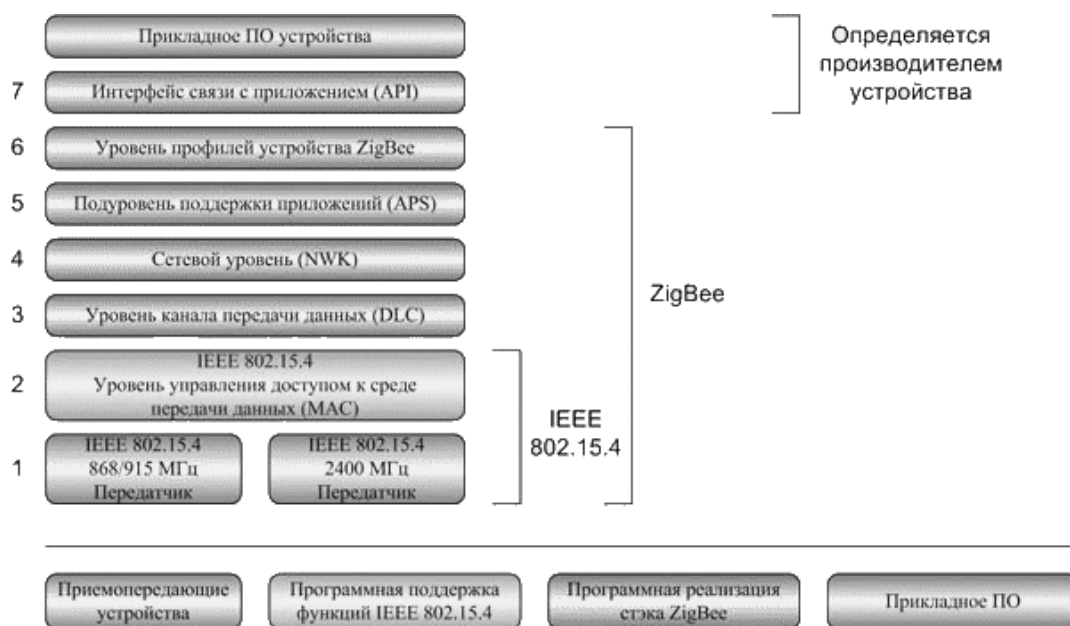 Прикладное ПО устройства
Определяется
производителем
устройства
7
Интерфейс связи с приложением (API)
6
Уровень профилей устройства ZigBee
5
Подуровень поддержки приложений (APS)
4
Сетевой уровень (NWK)
ZigBee
3
Уровень канала передачи данных (DLC)
2
IEEE 802.15.4
Уровень управления доступом к среде
передачи данных (MAC)
IEEE
802.15.4
1
IEEE 802.15.4
868/915 МГц
Передатчик
IEEE 802.15.4
2400 МГц
Передатчик
Приемопередающие
устройства
Программная поддержка
функций IEEE 802.15.4
Программная реализация
стэка ZigBee
Прикладное ПО